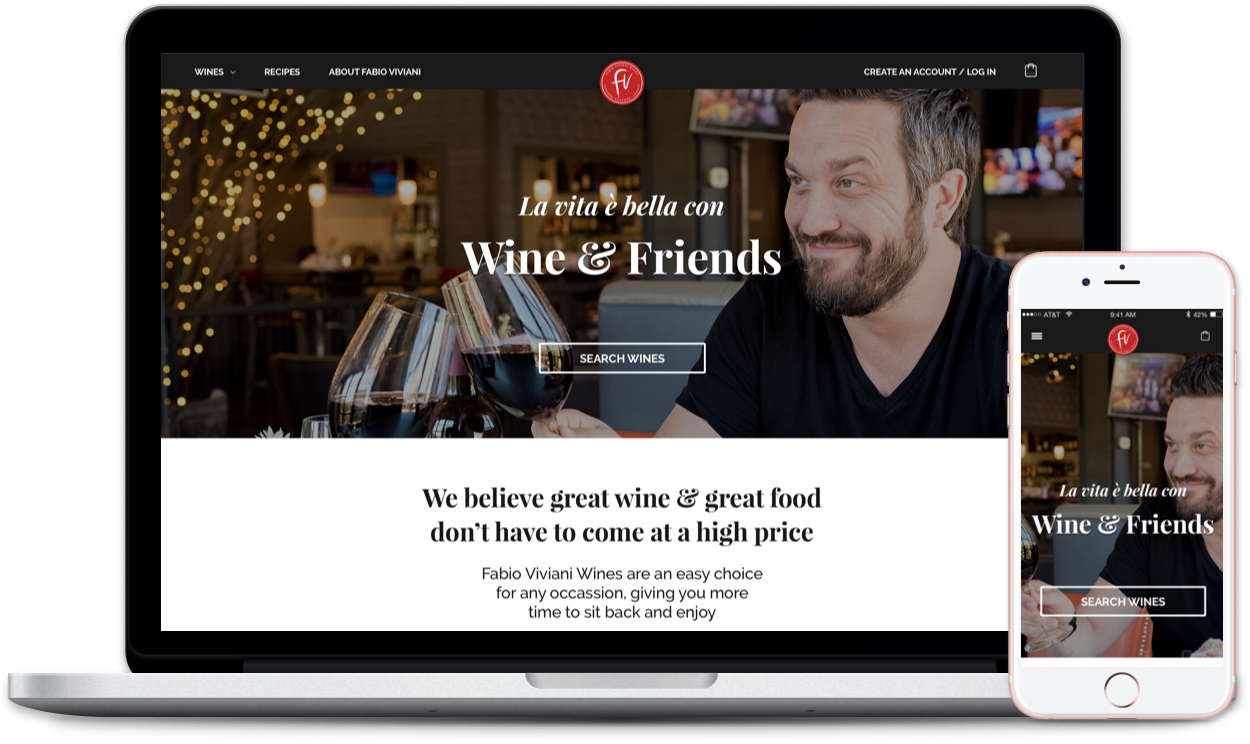 WINES
RECIPES
ABOUT FABIO VIVIANI
fv
CREATE AN ACCOUNT / LOG IN
La vita è bella con
Wine & Friends
SEARCH WINES
We believe great wine & great food
don’t have to come at a high price
Fabio Viviani Wines are an easy choice
for any occassion, giving you more
time to sit back and enjoy
AT&T
9:41 AM
42%
fv
La vita è bella con
Wine & Friends
SEARCH WINES